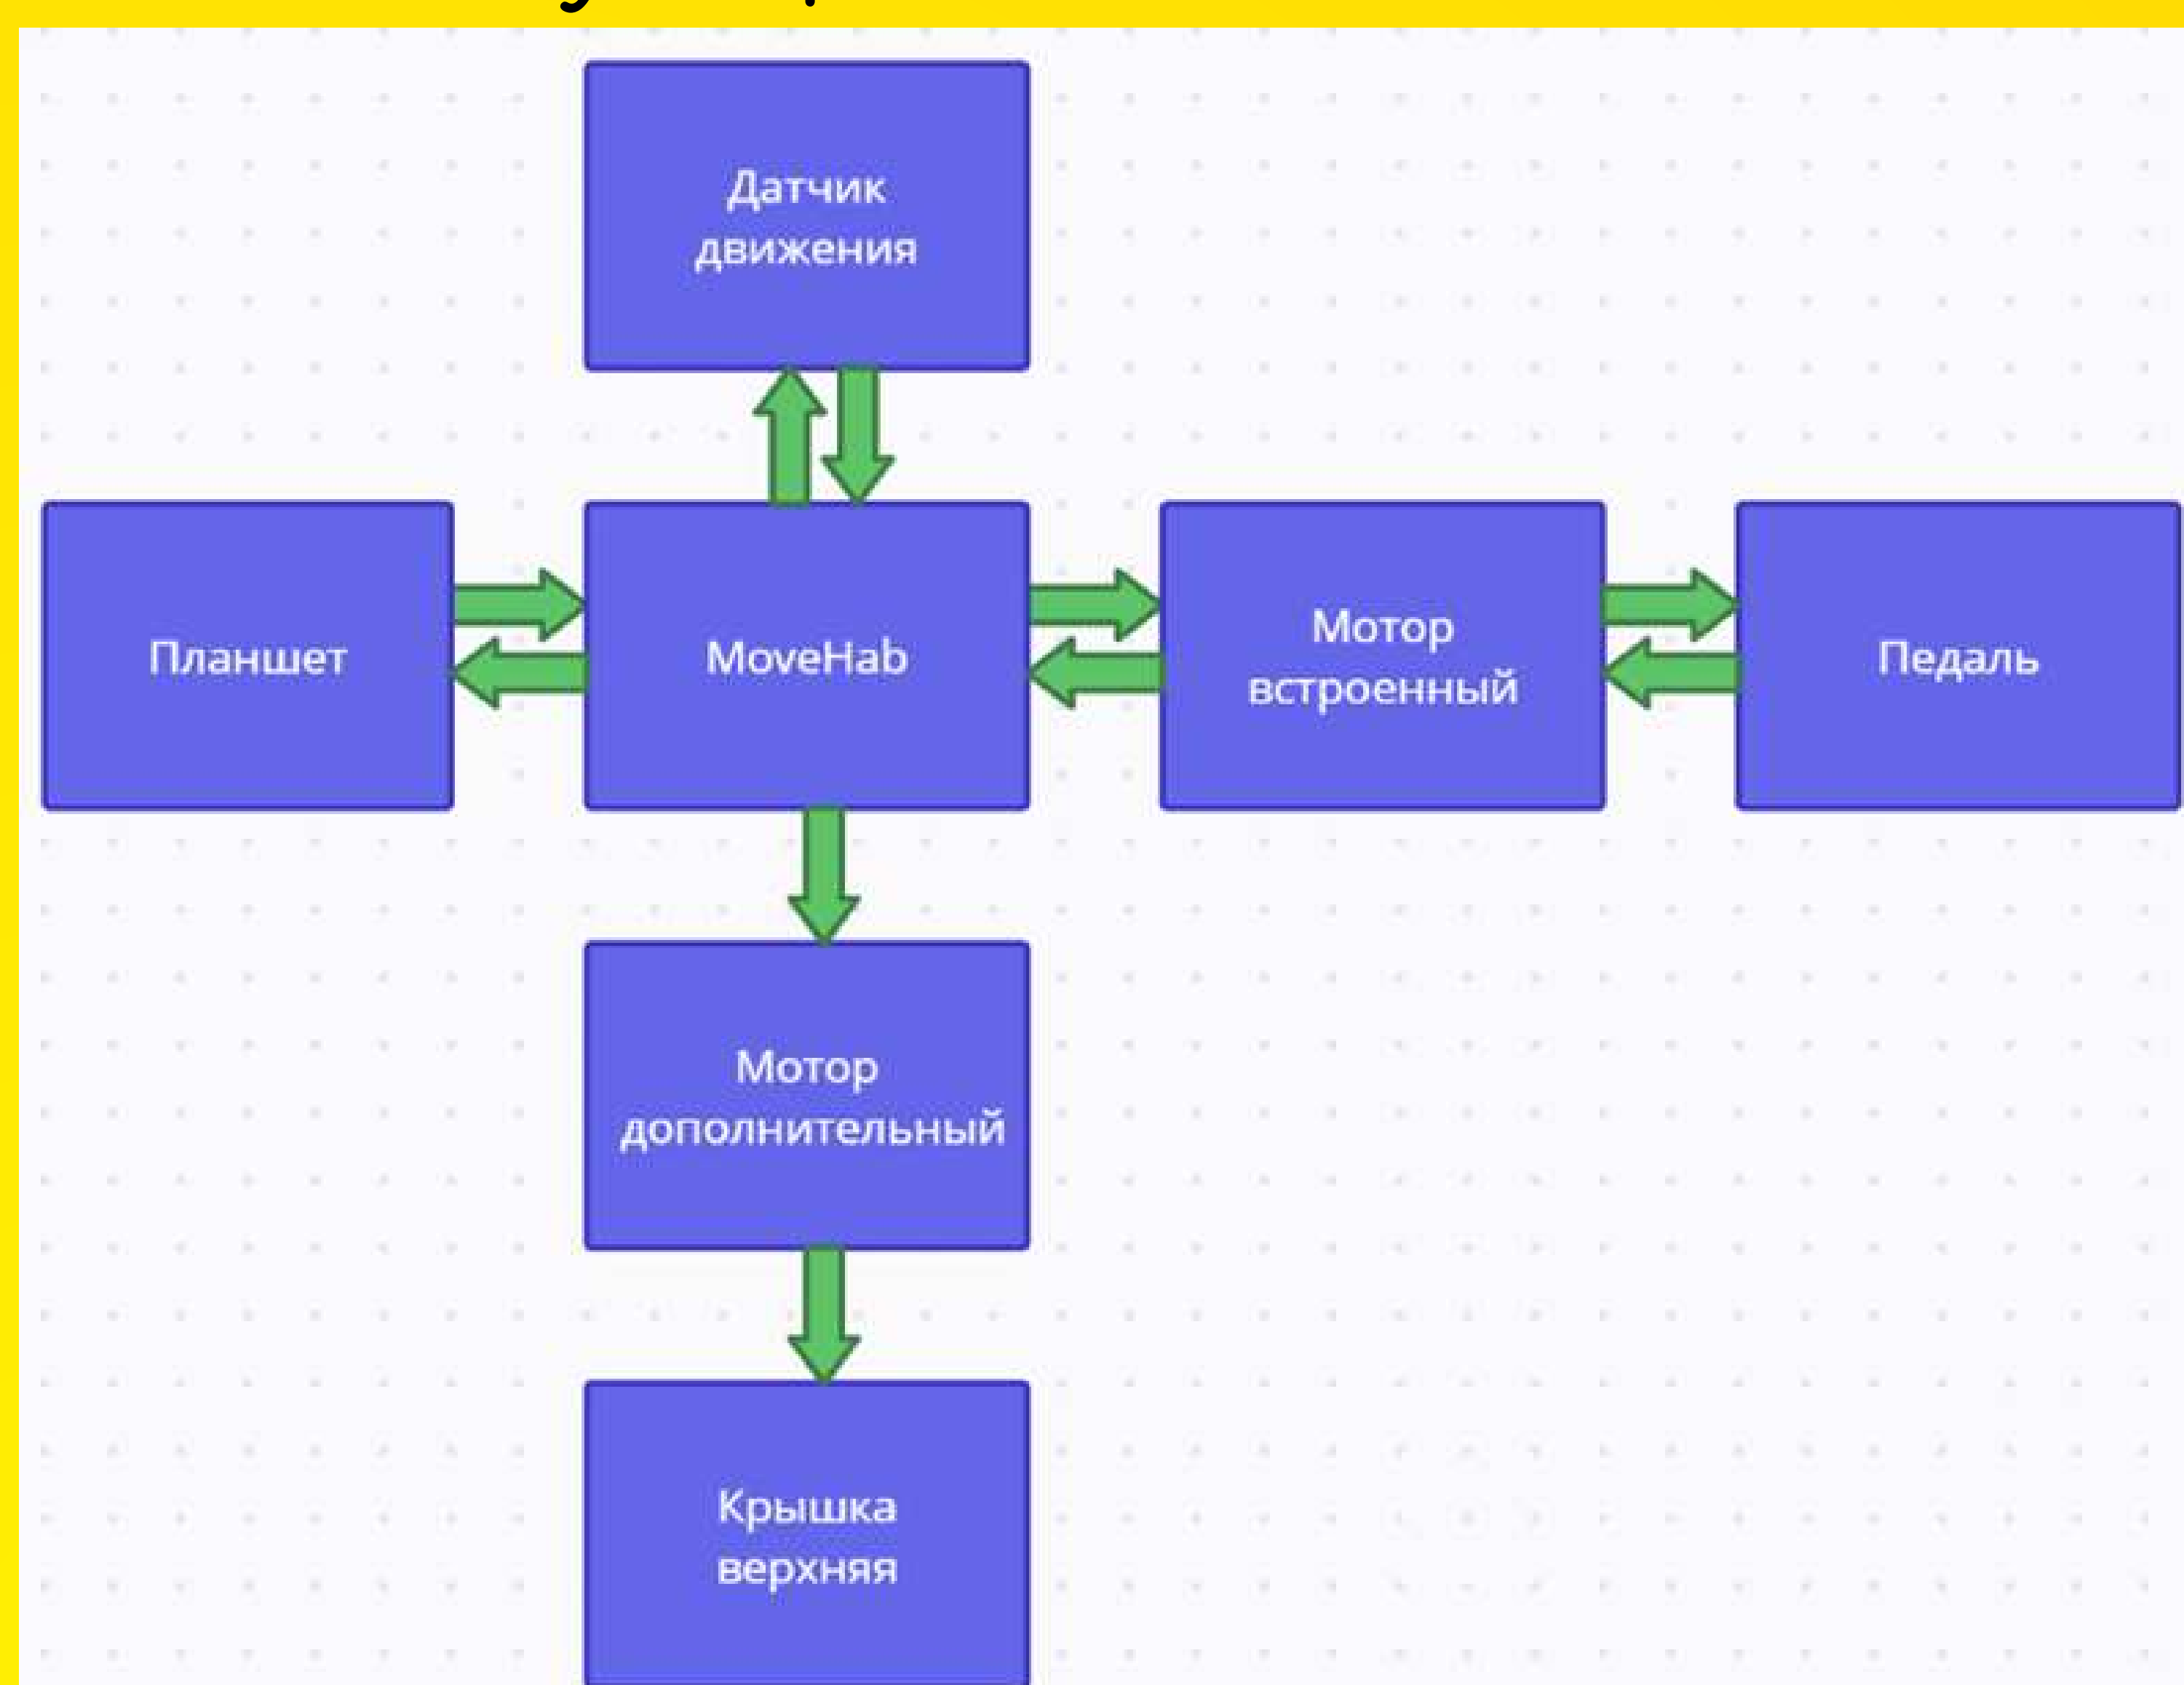 Датчик
движения
Планшет
MoveHab
Мотор
встроенный
Педаль
Мотор
дополнительный
Крышка
верхняя